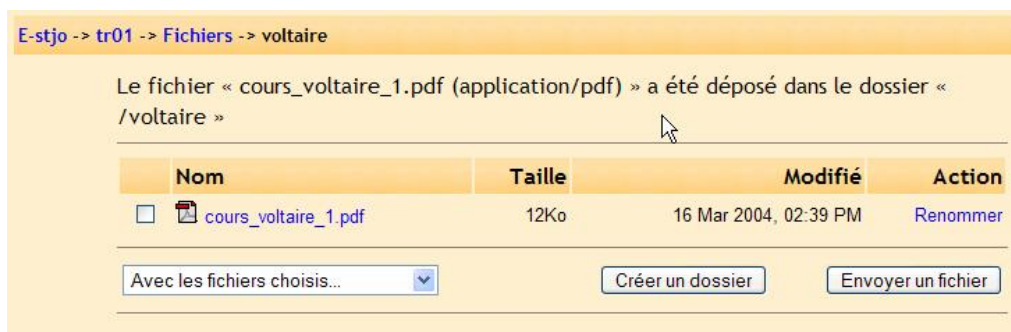 E-stjo -> tr01 -> Fichiers -> voltaire
Le fichier « cours_voltaire_1.pdf (application/pdf) » a été déposé dans le dossier «
/voltaire »
Nom Taille Modifié Action
cours_voltaire_1.pdf 12Ko 16 Mar 2004, 02:39 PM Renommer
Avec les fichiers choisis... Créer un dossier Envoyer un fichier